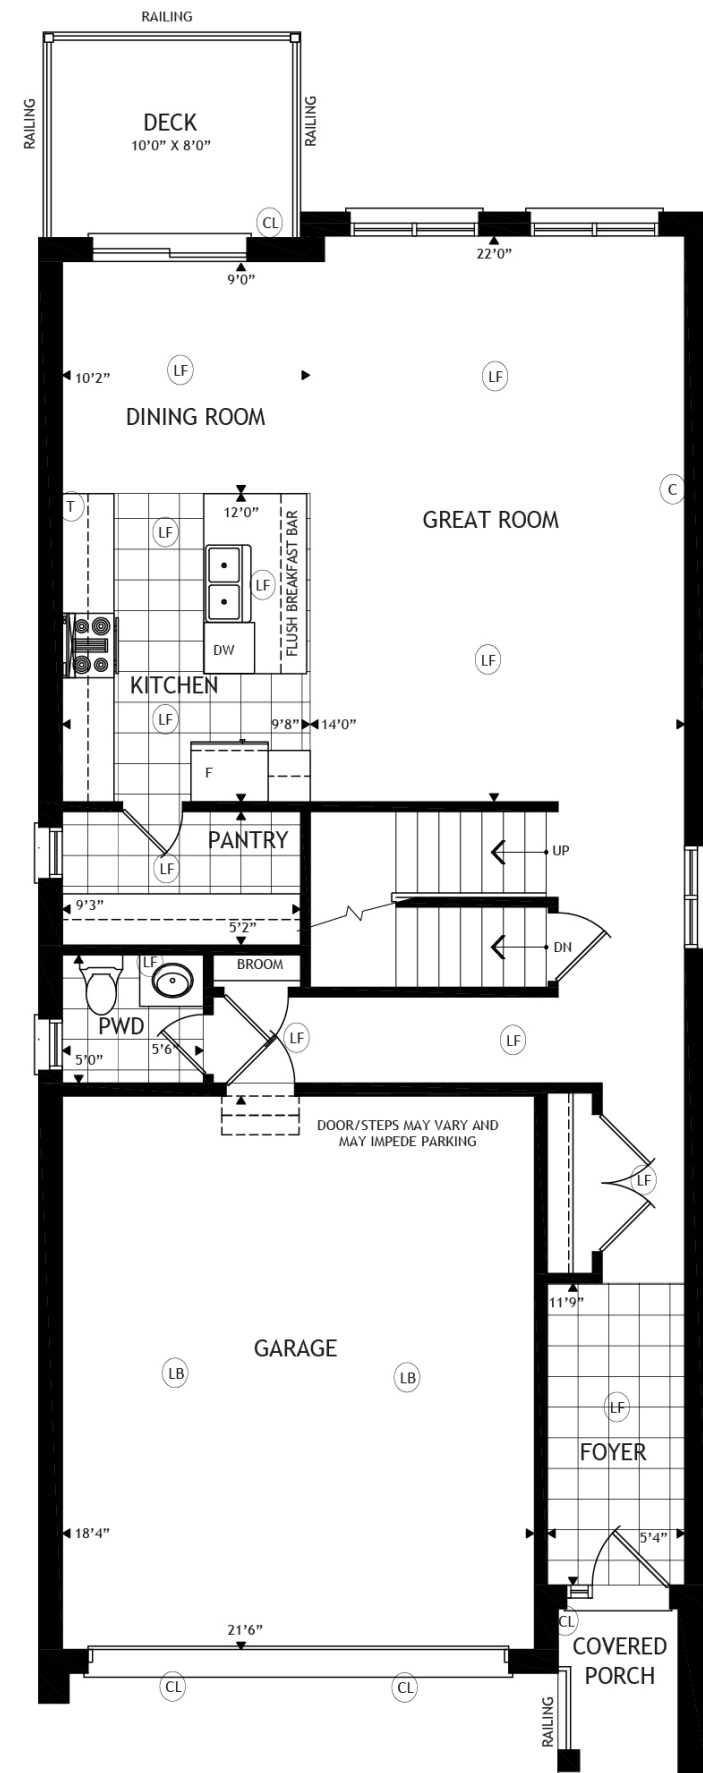 RAILING
RAILING
DECK
10'0" X 8'0"
RAILING
CL
9'0"
22'0"
LF
LF
10'2"
DINING ROOM
T
C
12'0"
GREAT ROOM
LF
FLUSH BREAKFAST BAR
LF
DW
LF
KITCHEN
LF
9'8"
14'0"
F
PANTRY
UP
LF
9'3"
5'2"
DN
LF
BROOM
PWD
LF
LF
5'0"
5'6"
DOOR/STEPS MAY VARY AND
MAY IMPEDE PARKING
LF
11'9"
GARAGE
LB
LB
LF
FOYER
18'4"
5'4"
21'6"
CL
COVERED
PORCH
CL
CL
RAILING